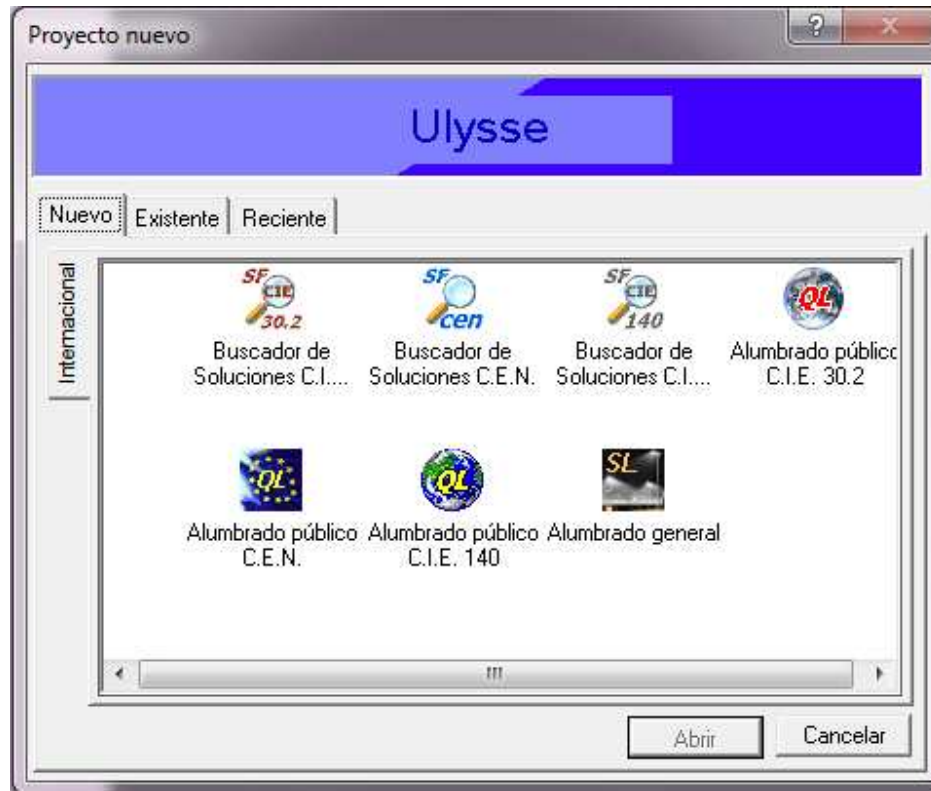 Proyecto nuevo
?
Ulysse
Nuevo
Existente
Reciente
Internacional
SF CIE 30.2
SF cen
SF CIE 140
QL
Buscador de Soluciones C.I....
Buscador de Soluciones C.E.N.
Buscador de Soluciones C.I....
Alumbrado público C.I.E. 30.2
QL
QL
SL
Alumbrado público C.E.N.
Alumbrado público C.I.E. 140
Alumbrado general
Abrir
Cancelar